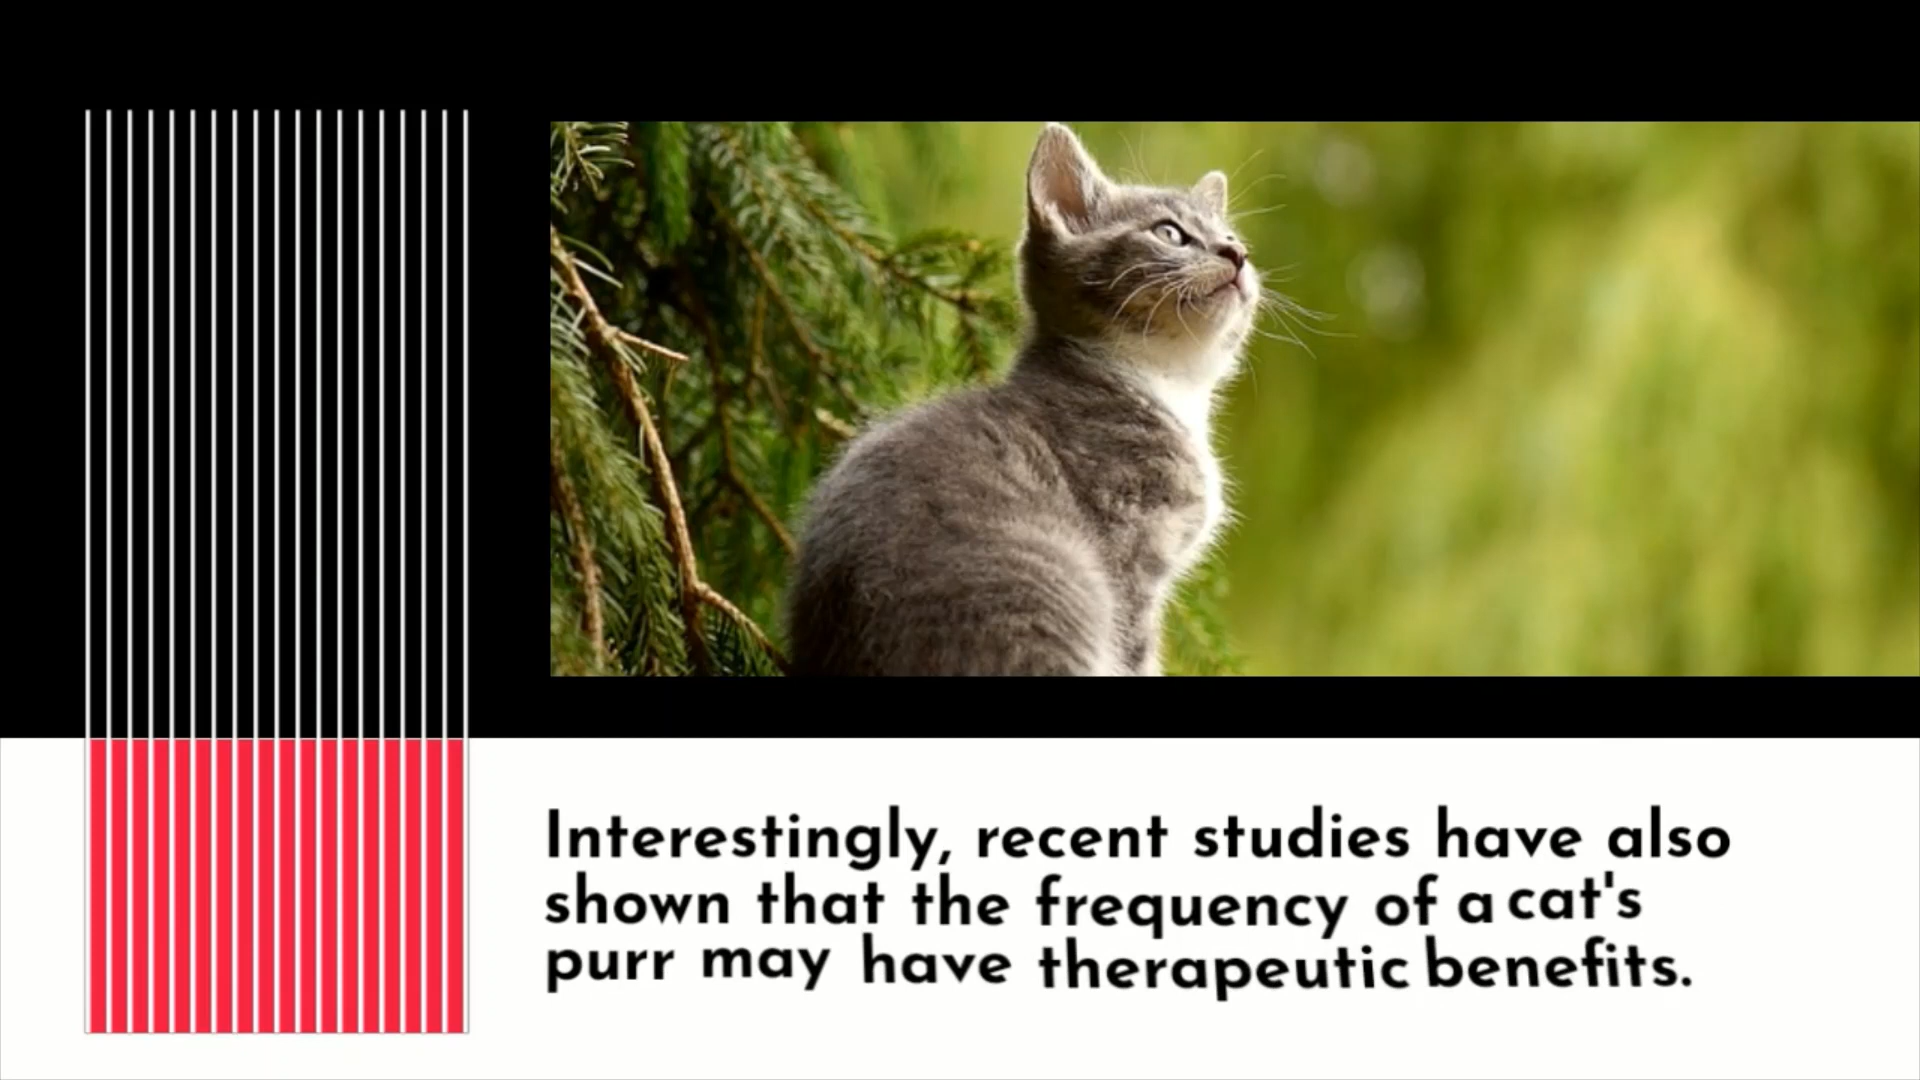 Interestingly, recent studies have also
shown that the frequency of a cat's
purr may have therapeutic benefits.